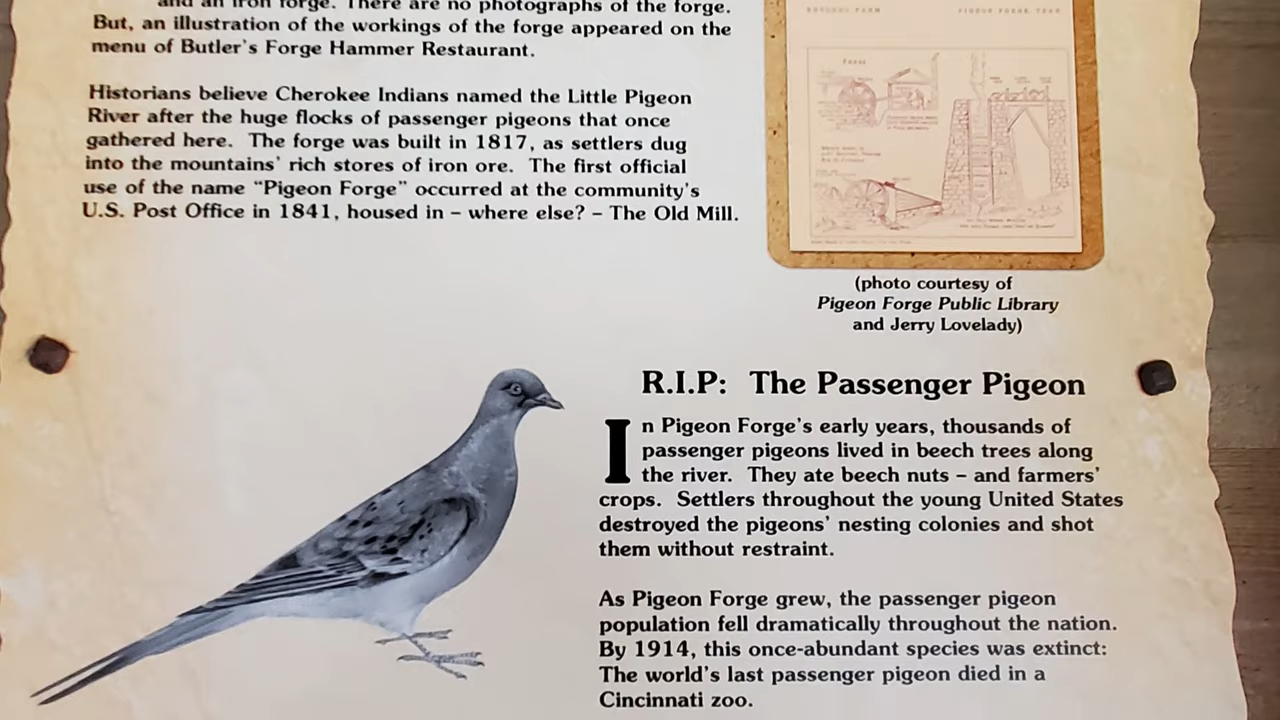 and an iron forge. There are no photographs of the forge.
But, an illustration of the workings of the forge appeared on the
menu of Butler's Forge Hammer Restaurant.
Historians believe Cherokee Indians named the Little Pigeon
River after the huge flocks of passenger pigeons that once
gathered here. The forge was built in 1817, as settlers dug
into the mountains' rich stores of iron ore. The first official
use of the name “Pigeon Forge” occurred at the community's
U.S. Post Office in 1841, housed in – where else? – The Old Mill.
PIGEON FORGE, TENN
FORGE
(photo courtesy of
Pigeon Forge Public Library
and Jerry Lovelady)
R.I.P: The Passenger Pigeon
In Pigeon Forge's early years, thousands of
passenger pigeons lived in beech trees along
the river. They ate beech nuts – and farmers'
crops. Settlers throughout the young United States
destroyed the pigeons' nesting colonies and shot
them without restraint.
As Pigeon Forge grew, the passenger pigeon
population fell dramatically throughout the nation.
By 1914, this once-abundant species was extinct:
The world's last passenger pigeon died in a
Cincinnati zoo.